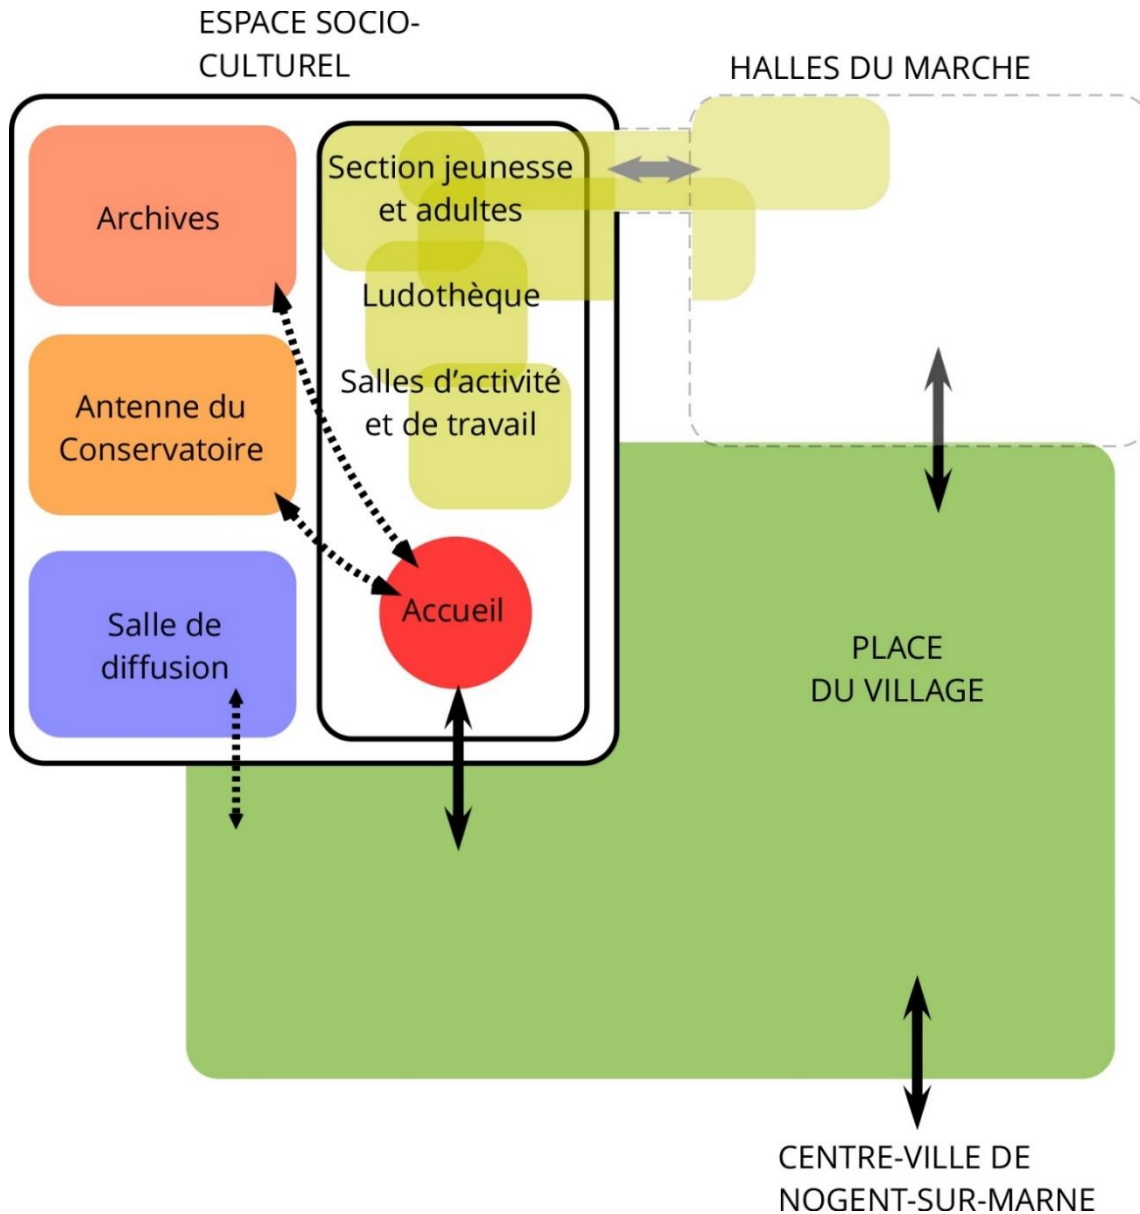 ESPACE SOCIO-
CULTUREL
HALLES DU MARCHE
Archives
Section jeunesse
et adultes
Ludothèque
Antenne du
Conservatoire
Salles d’activité
et de travail
Salle de
diffusion
Accueil
PLACE
DU VILLAGE
CENTRE-VILLE DE
NOGENT-SUR-MARNE